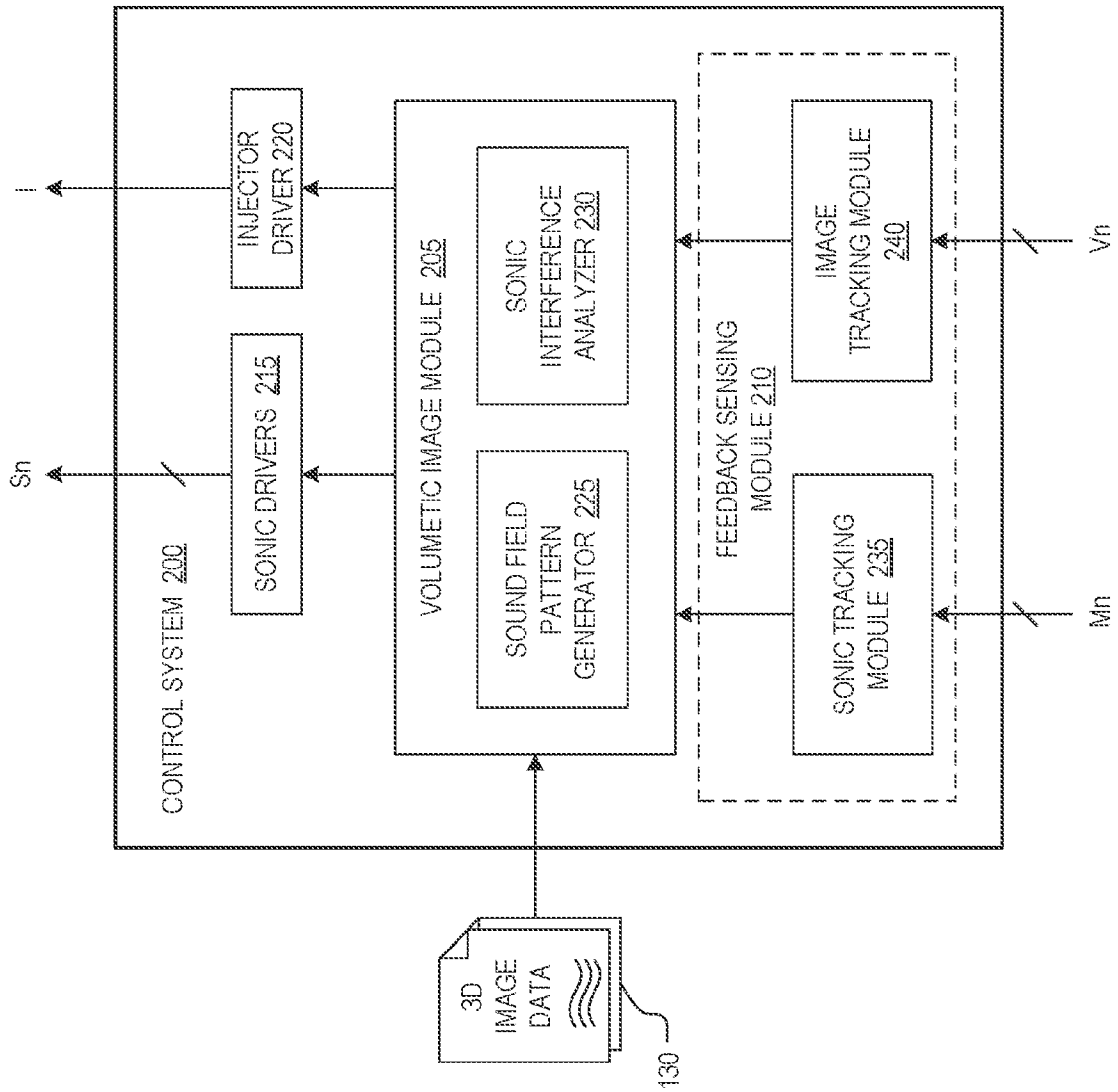 Sn
I
CONTROL SYSTEM 200
SONIC DRIVERS 215
INJECTOR
DRIVER 220
VOLUMETIC IMAGE MODULE 205
SOUND FIELD
PATTERN
GENERATOR 225
SONIC
INTERFERENCE
ANALYZER 230
3D
IMAGE
DATA
130
FEEDBACK SENSING
MODULE 210
SONIC TRACKING
MODULE 235
IMAGE
TRACKING MODULE
240
Mn
Vn